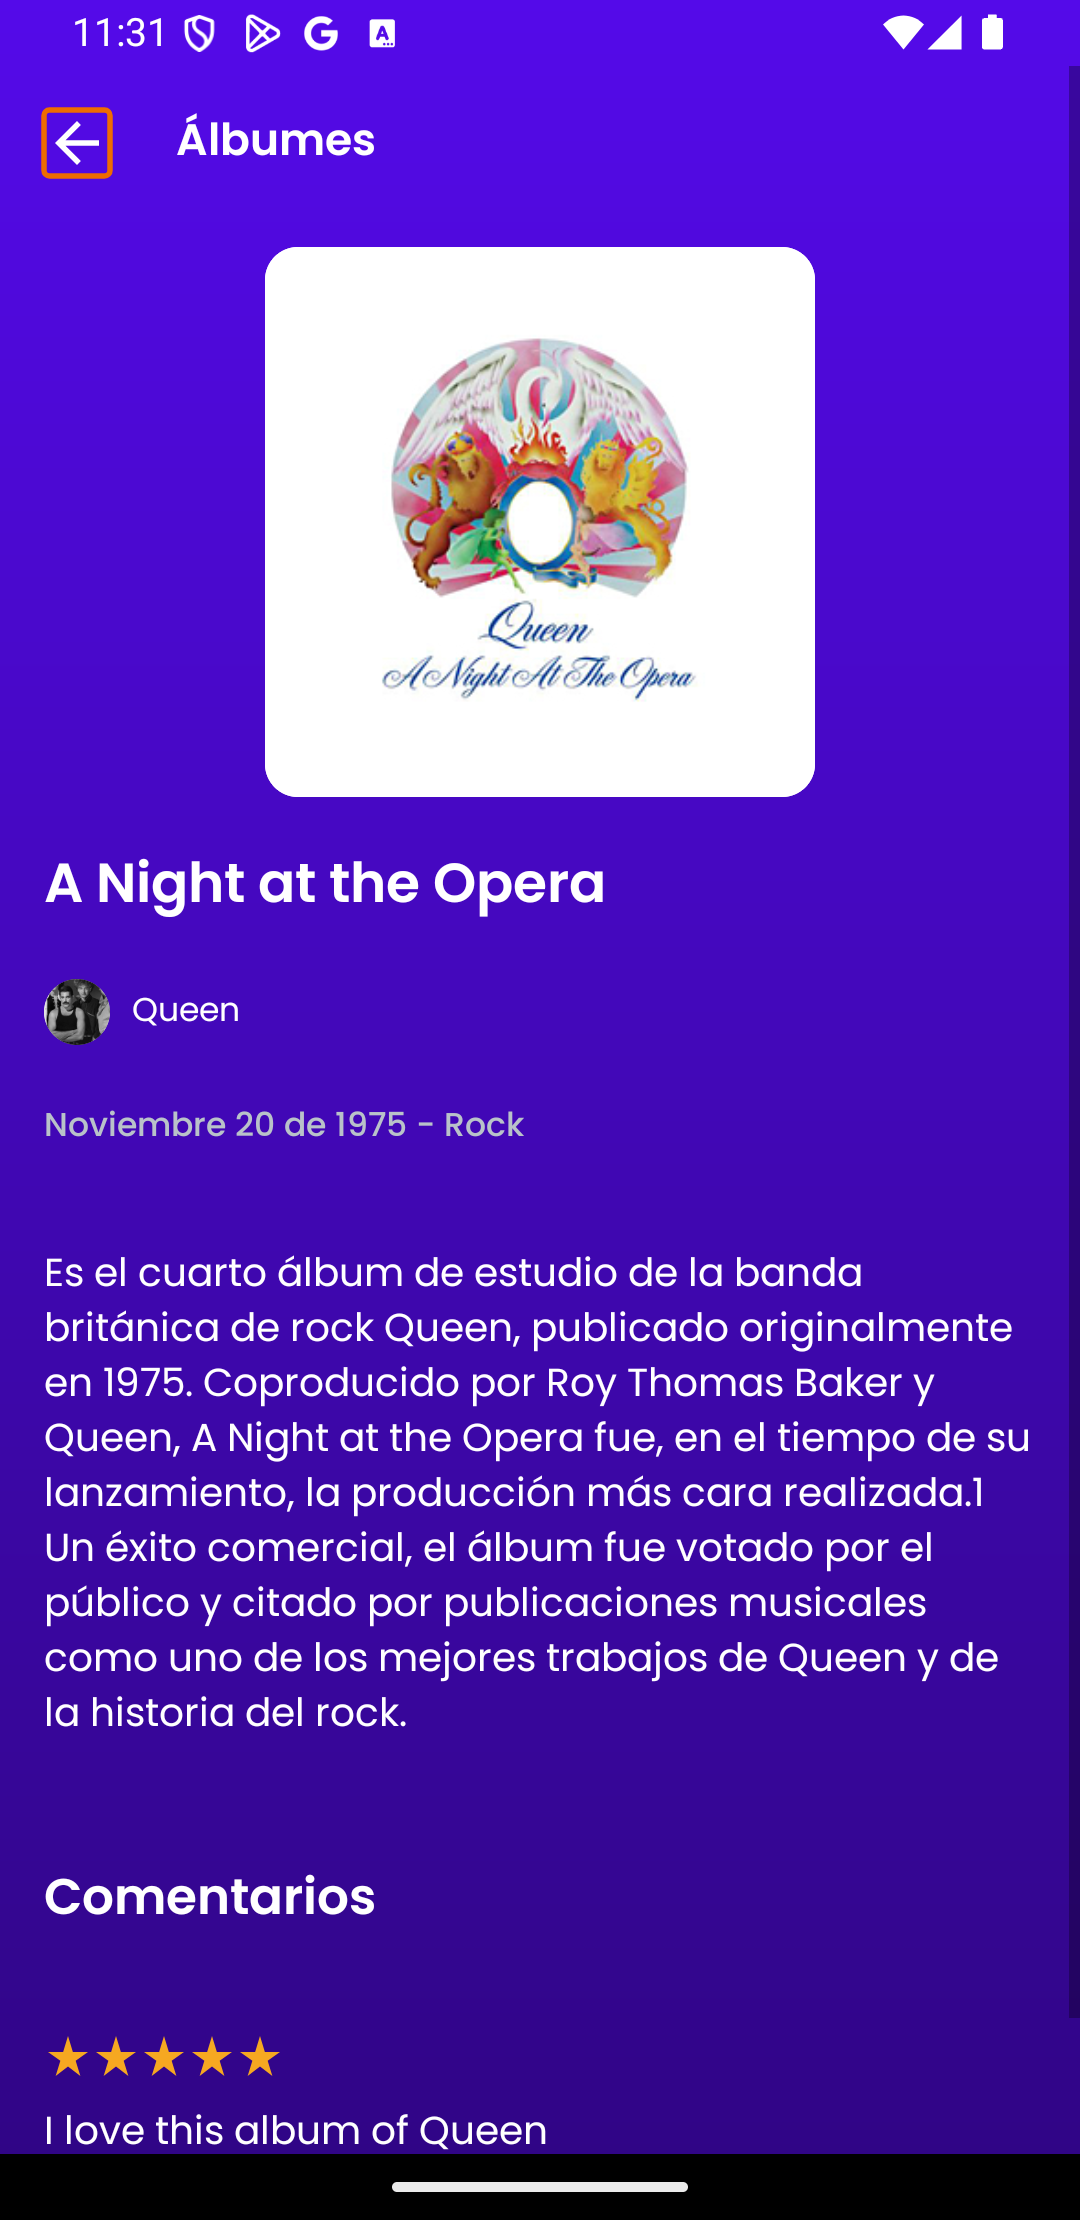 11:31
Álbumes
Queen
A Night At The Opera
A Night at the Opera
Queen
Noviembre 20 de 1975 - Rock
Es el cuarto álbum de estudio de la banda
británica de rock Queen, publicado originalmente
en 1975. Coproducido por Roy Thomas Baker y
Queen, A Night at the Opera fue, en el tiempo de su
lanzamiento, la producción más cara realizada.1
Un éxito comercial, el álbum fue votado por el
público y citado por publicaciones musicales
como uno de los mejores trabajos de Queen y de
la historia del rock.
Comentarios
I love this album of Queen